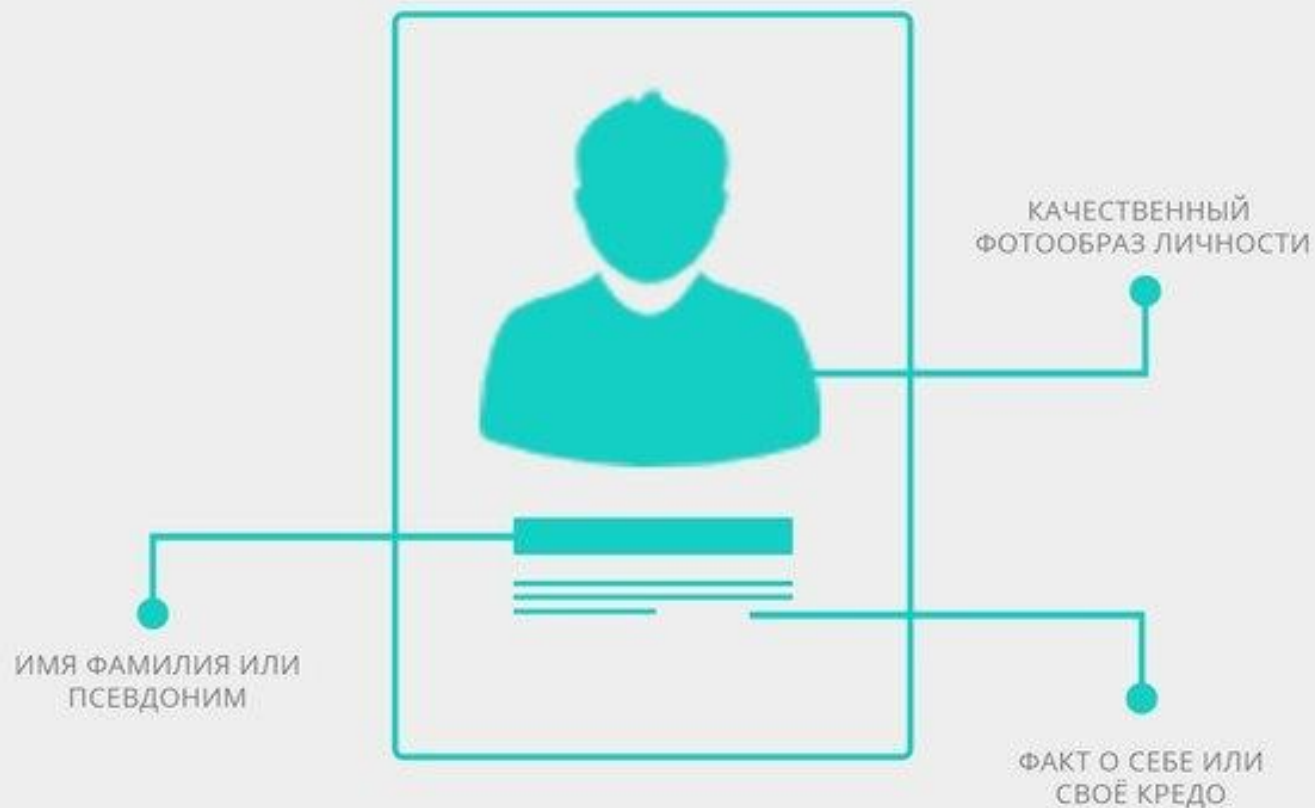 КАЧЕСТВЕННЫЙ
ФОТООБРАЗ ЛИЧНОСТИ
ИМЯ ФАМИЛИЯ ИЛИ
ПСЕВДОНИМ
ФАКТ О СЕБЕ ИЛИ
СВОЁ КРЕДО